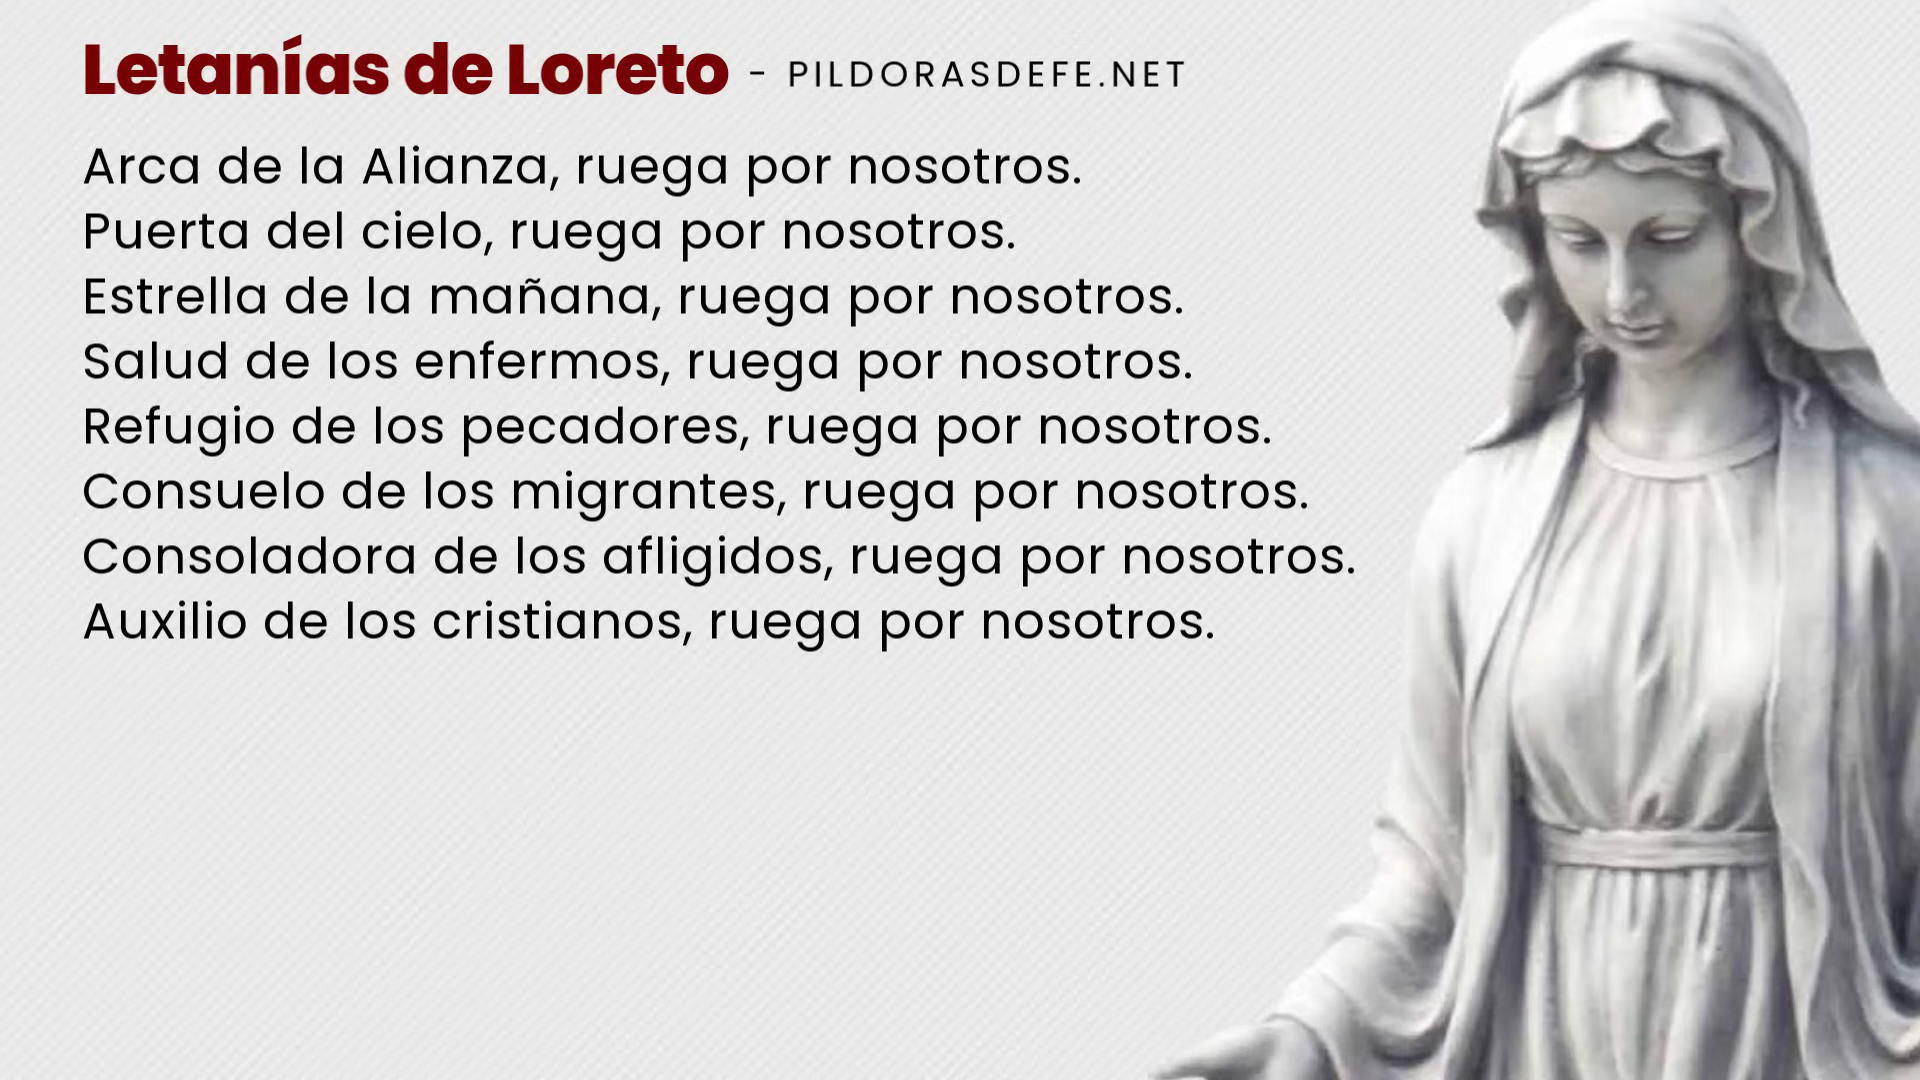 Letanías de Loreto - PILDORASDEFE.NET
Arca de la Alianza, ruega por nosotros.
Puerta del cielo, ruega por nosotros.
Estrella de la mañana, ruega por nosotros.
Salud de los enfermos, ruega por nosotros.
Refugio de los pecadores, ruega por nosotros.
Consuelo de los migrantes, ruega por nosotros.
Consoladora de los afligidos, ruega por nosotros.
Auxilio de los cristianos, ruega por nosotros.